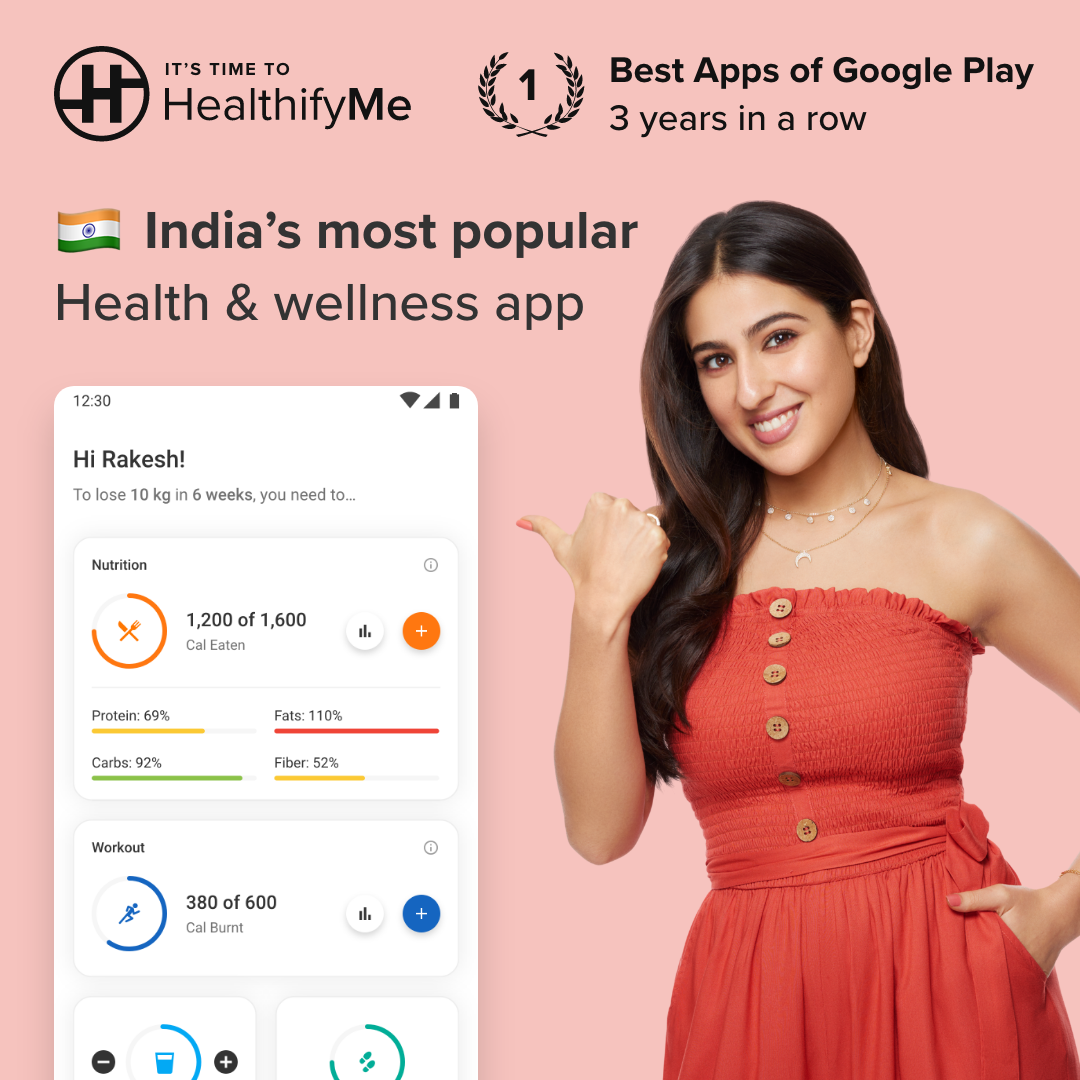 IT'S TIME TO
HealthifyMe
1
Best Apps of Google Play
3 years in a row
India's most popular
Health & wellness app
12:30
Hi Rakesh!
To lose 10 kg in 6 weeks, you need to...
Nutrition
1,200 of 1,600
Cal Eaten
Protein: 69%
Fats: 110%
Carbs: 92%
Fiber: 52%
Workout
380 of 600
Cal Burnt